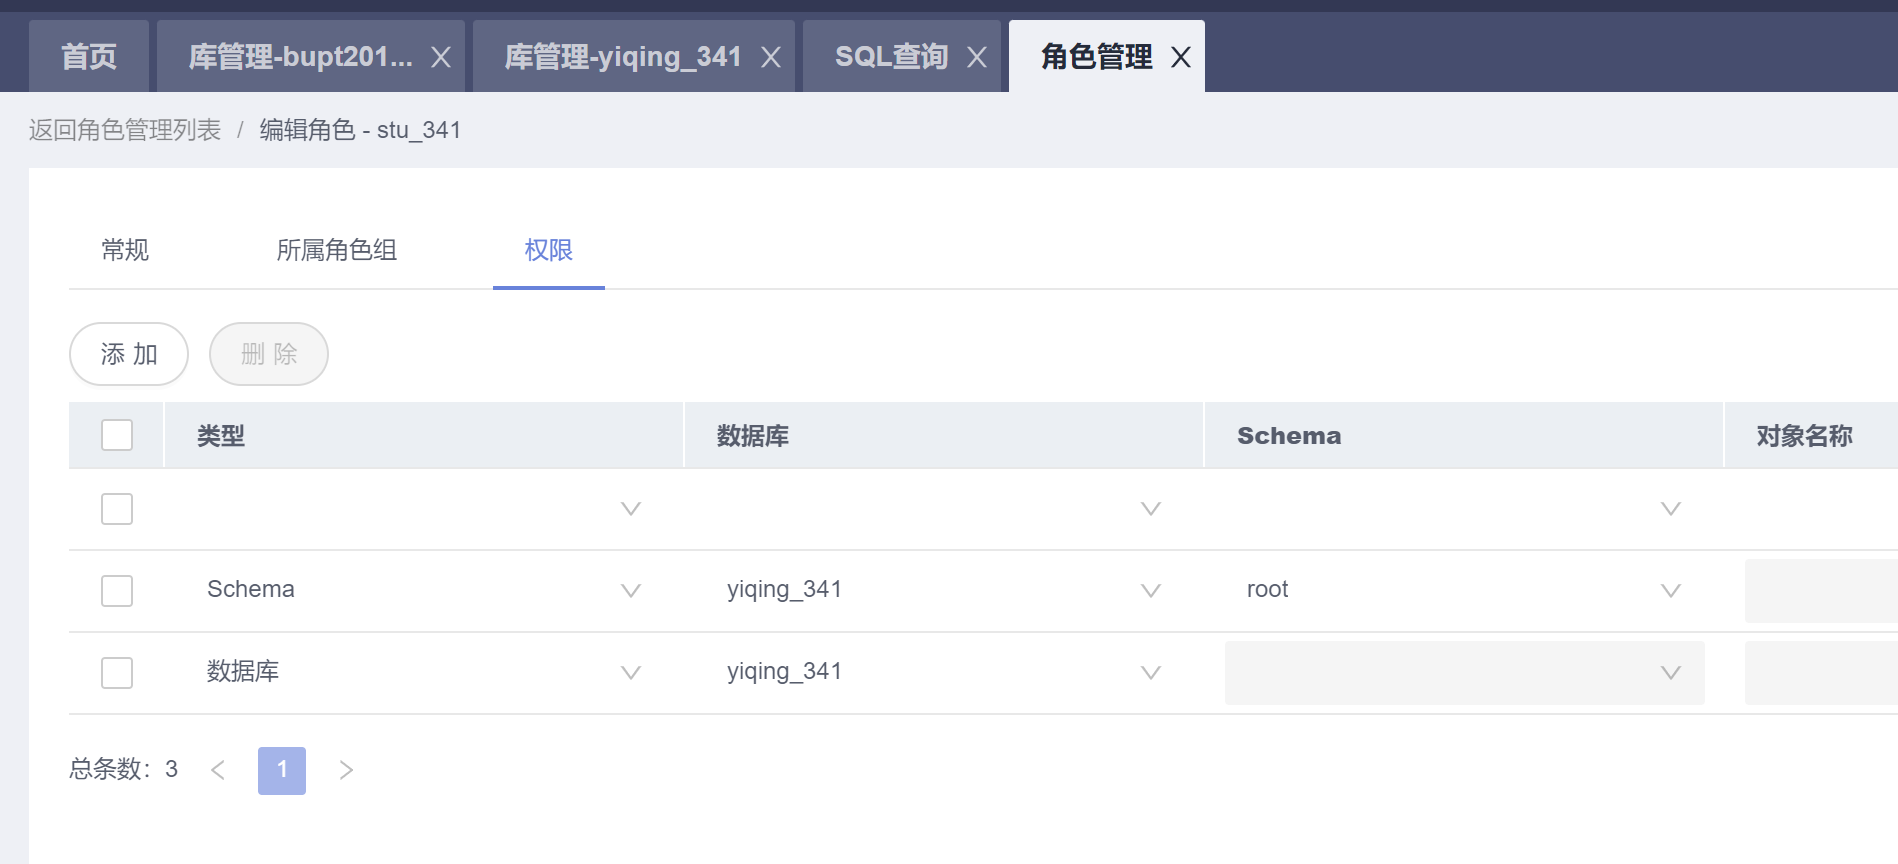 首页 库管理-bupt201... X 库管理-yiqing_341 X SQL查询 X 角色管理 X
返回角色管理列表 / 编辑角色 - stu_341
常规 所属角色组 权限
添 加 删 除
类型 数据库 Schema 对象名称
Schema yiqing_341 root
数据库 yiqing_341
总条数：3 < 1 >